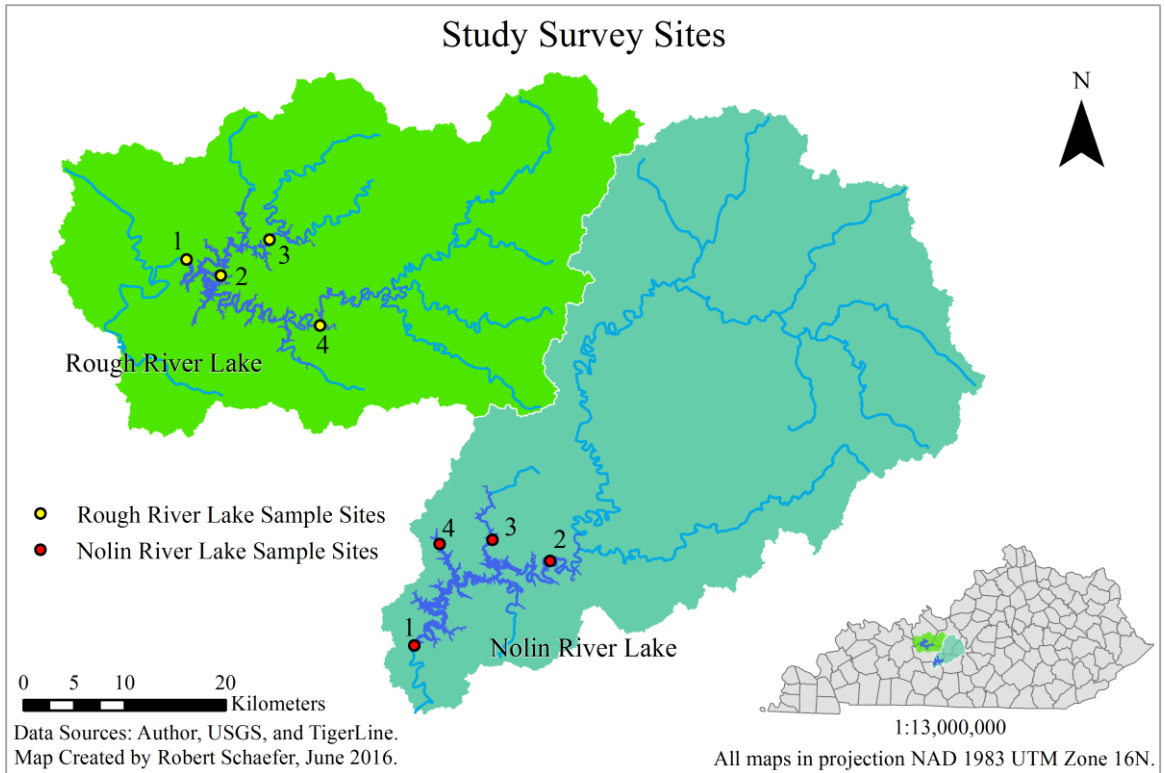 Study Survey Sites
N
1
2
3
4
Rough River Lake
Rough River Lake Sample Sites
Nolin River Lake Sample Sites
4
3
2
1
Nolin River Lake
0 5 10 20
Kilometers
Data Sources: Author, USGS, and TigerLine.
Map Created by Robert Schaefer, June 2016.
1:13,000,000
All maps in projection NAD 1983 UTM Zone 16N.